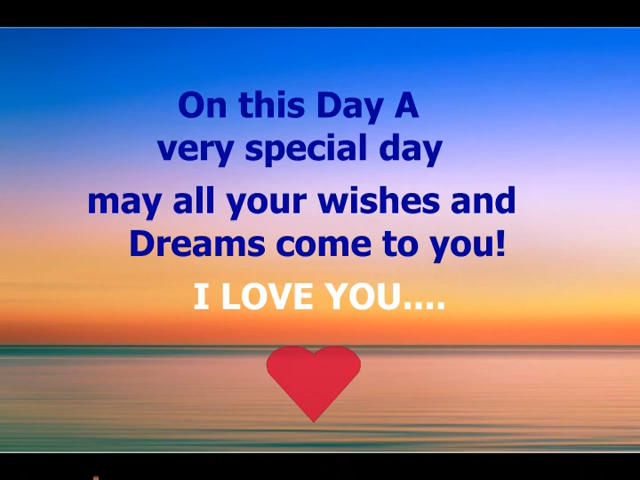 On this Day A
very special day
may all your wishes and
Dreams come to you!
I LOVE YOU....